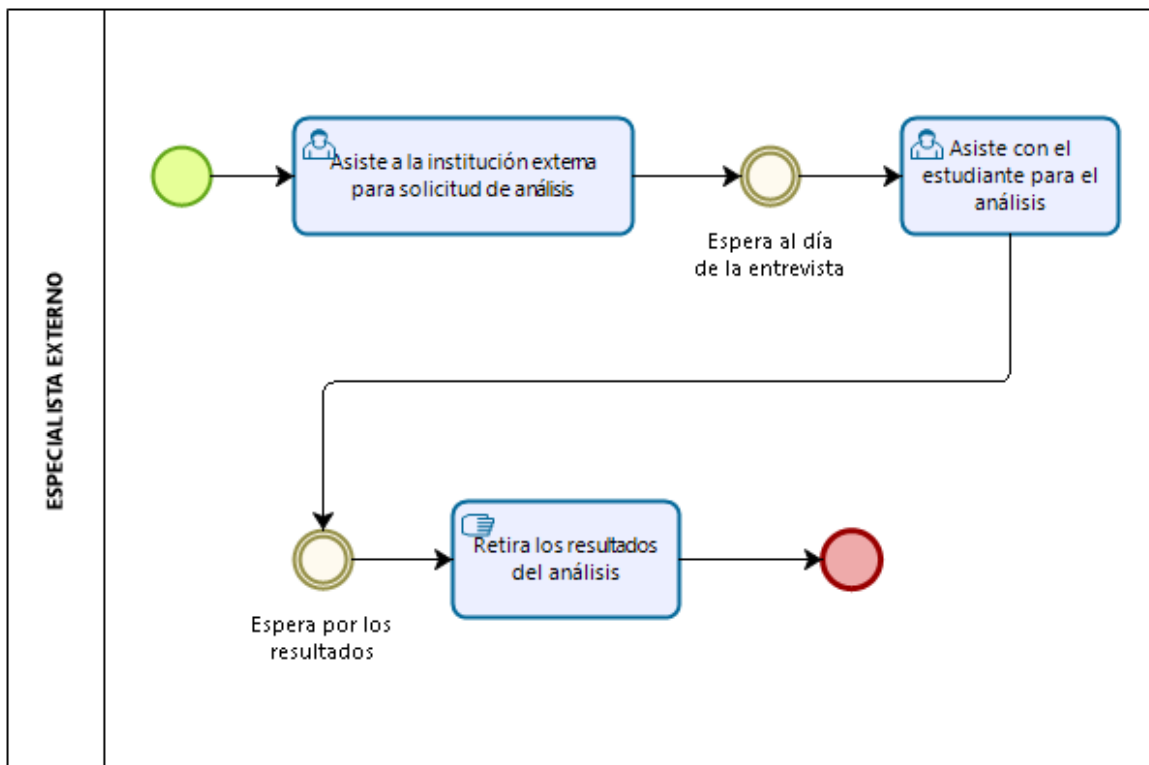 ESPECIALISTA EXTERNO
Asiste a la institución externa
para solicitud de análisis
Espera al día
de la entrevista
Asiste con el
estudiante para el
análisis
Espera por los
resultados
Retira los resultados
del análisis